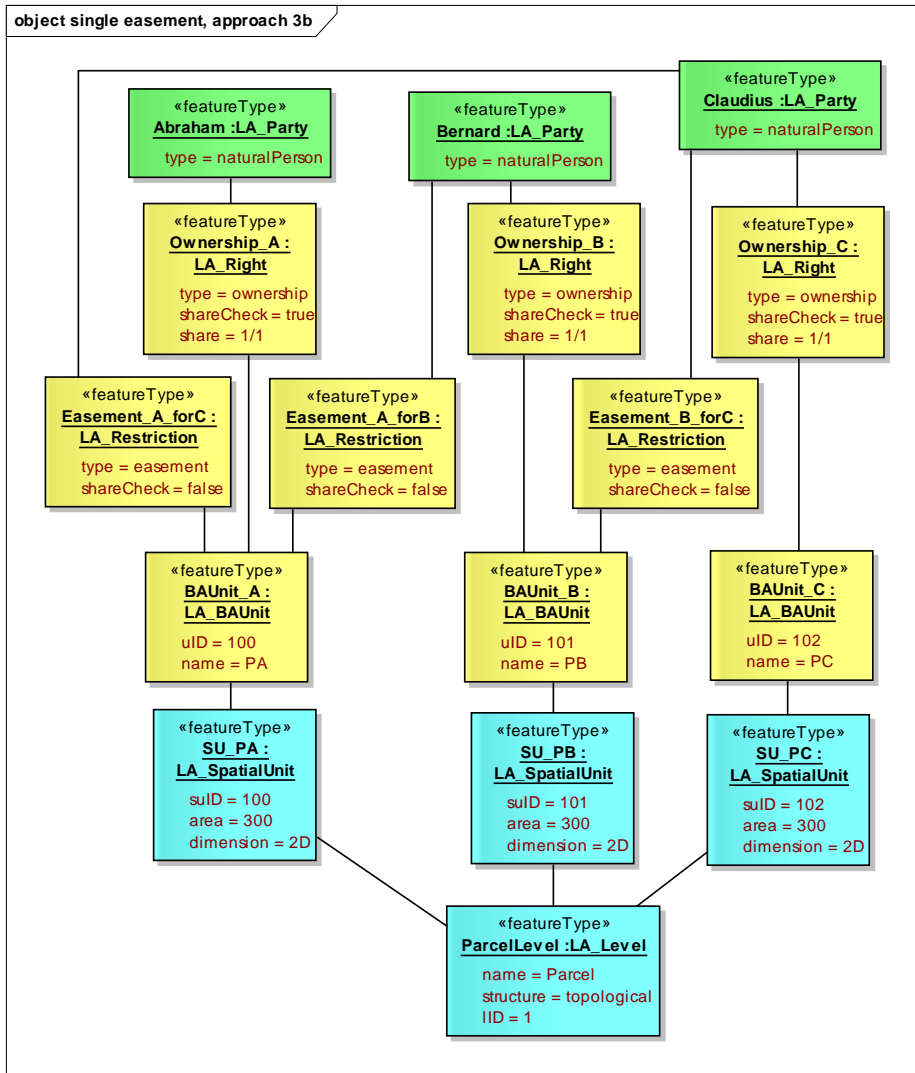 object single easement, approach 3b
«featureType»
Claudius :LA_Party
type = naturalPerson
«featureType»
Abraham :LA_Party
type = naturalPerson
«featureType»
Bernard :LA_Party
type = naturalPerson
«featureType»
Ownership_A :
LA_Right
type = ownership
shareCheck = true
share = 1/1
«featureType»
Ownership_B :
LA_Right
type = ownership
shareCheck = true
share = 1/1
«featureType»
Ownership_C :
LA_Right
type = ownership
shareCheck = true
share = 1/1
«featureType»
Easement_A_forC :
LA_Restriction
type = easement
shareCheck = false
«featureType»
Easement_A_forB :
LA_Restriction
type = easement
shareCheck = false
«featureType»
Easement_B_forC :
LA_Restriction
type = easement
shareCheck = false
«featureType»
BAUnit_A :
LA_BAUnit
uID = 100
name = PA
«featureType»
BAUnit_B :
LA_BAUnit
uID = 101
name = PB
«featureType»
BAUnit_C :
LA_BAUnit
uID = 102
name = PC
«featureType»
SU_PA :
LA_SpatialUnit
suID = 100
area = 300
dimension = 2D
«featureType»
SU_PB :
LA_SpatialUnit
suID = 101
area = 300
dimension = 2D
«featureType»
SU_PC :
LA_SpatialUnit
suID = 102
area = 300
dimension = 2D
«featureType»
ParcelLevel :LA_Level
name = Parcel
structure = topological
lID = 1